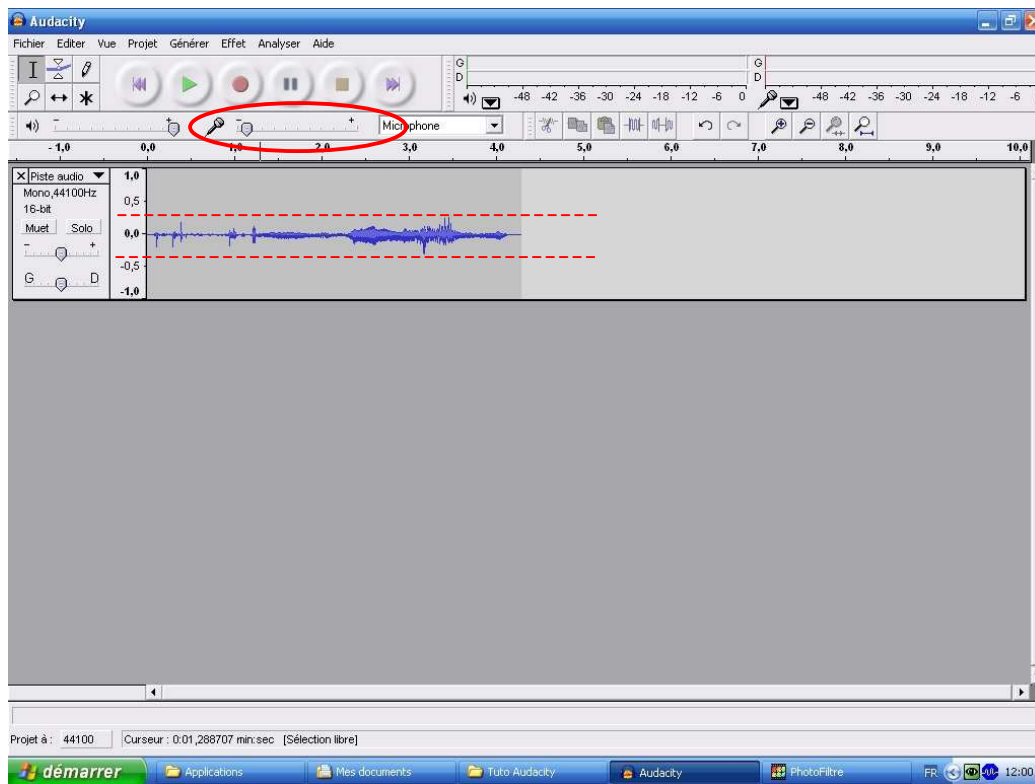 Audacity
Fichier Editer Vue Projet Générer Effet Analyser Aide
G
D
-48 -42 -36 -30 -24 -18 -12 -6 0
G
D
-48 -42 -36 -30 -24 -18 -12 -6
- + - + Microphone
- 1,0 0,0 1,0 2,0 3,0 4,0 5,0 6,0 7,0 8,0 9,0 10,0
X Piste audio
Mono,44100Hz
16-bit
Muet Solo
- +
G D
1,0
0,5
0,0
-0,5
-1,0
Projet à : 44100 Curseur : 0:01,288707 min:sec [Sélection libre]
démarrer Applications Mes documents Tuto Audacity Audacity PhotoFiltre FR 12:00